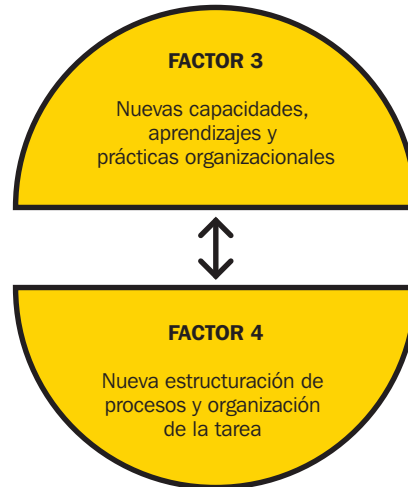 FACTOR 3
Nuevas capacidades,
aprendizajes y
prácticas organizacionales
FACTOR 4
Nueva estructuración de
procesos y organización
de la tarea